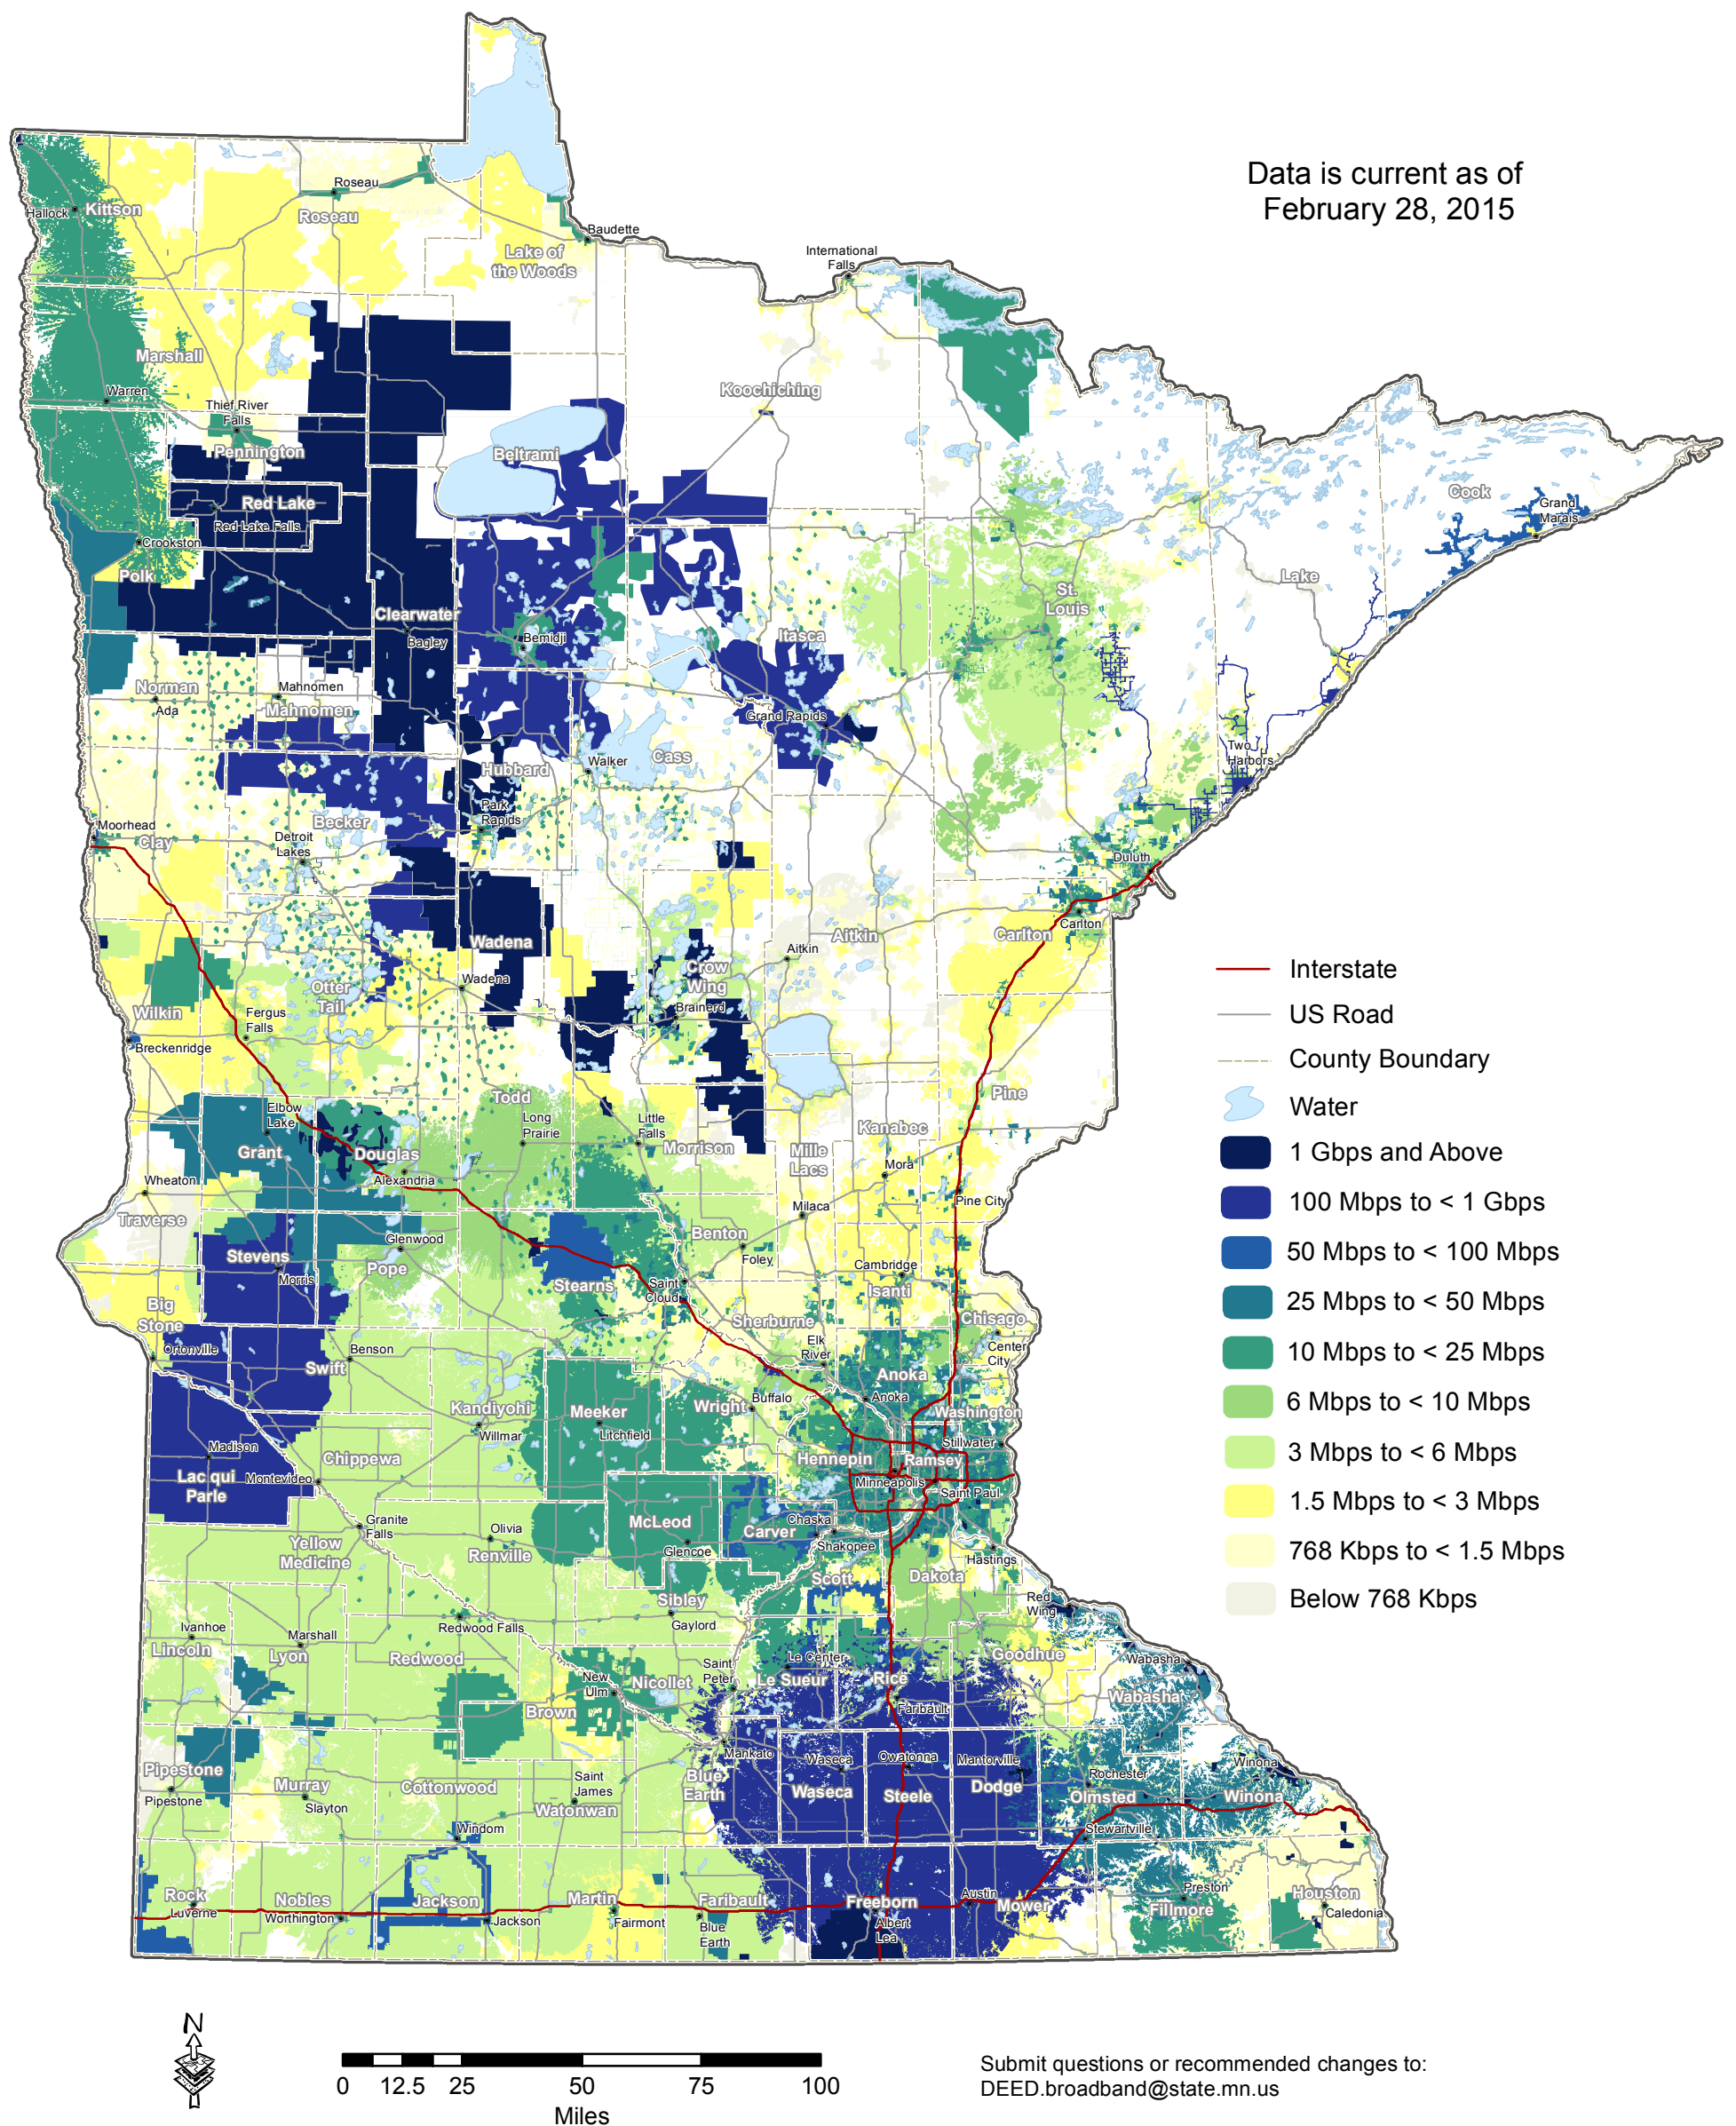 Data is current as of
February 28, 2015
Roseau
Hallock
Kittson
Roseau
Baudette
Lake of
the Woods
International
Falls
Marshall
Warren
Thief River
Falls
Koochiching
Pennington
Beltrami
Red Lake
Red Lake Falls
Cook
Grand
Marais
Crookston
Polk
Lake
St.
Louis
Clearwater
Bagley
Bemidji
Itasca
Norman
Mahnomen
Ada
Mahnomen
Grand Rapids
Two
Harbors
Cass
Walker
Hubbard
Park
Rapids
Becker
Moorhead
Clay
Detroit
Lakes
Duluth
Carlton
Carlton
Aitkin
Aitkin
Wadena
Crow
Wing
Wadena
Otter
Tail
Brainerd
Wilkin
Fergus
Falls
Breckenridge
Pine
Todd
Elbow
Lake
Long
Prairie
Little
Falls
Kanabec
Morrison
Mille
Lacs
Grant
Douglas
Mora
Alexandria
Wheaton
Pine City
Milaca
Traverse
Benton
Glenwood
Foley
Stevens
Pope
Cambridge
Morris
Stearns
Saint
Cloud
Isanti
Big
Stone
Sherburne
Chisago
Ortonville
Benson
Elk
River
Center
City
Swift
Anoka
Buffalo
Anoka
Kandiyohi
Meeker
Wright
Washington
Willmar
Litchfield
Stillwater
Madison
Chippewa
Hennepin
Ramsey
Lac qui
Parle
Montevideo
Minneapolis
Saint Paul
Granite
Falls
Olivia
McLeod
Carver
Chaska
Yellow
Medicine
Renville
Glencoe
Shakopee
Hastings
Scott
Dakota
Sibley
Red
Wing
Ivanhoe
Marshall
Redwood Falls
Gaylord
Lincoln
Lyon
Redwood
Saint
Peter
Le Center
Goodhue
Wabasha
New
Ulm
Nicollet
Le Sueur
Rice
Wabasha
Brown
Faribault
Mankato
Waseca
Owatonna
Mantorville
Winona
Pipestone
Pipestone
Murray
Slayton
Cottonwood
Saint
James
Watonwan
Blue
Earth
Waseca
Steele
Dodge
Rochester
Olmsted
Winona
Windom
Stewartville
Rock
Luverne
Nobles
Worthington
Jackson
Jackson
Martin
Fairmont
Faribault
Blue
Earth
Freeborn
Albert
Lea
Austin
Mower
Preston
Fillmore
Houston
Caledonia
Interstate
US Road
County Boundary
Water
1 Gbps and Above
100 Mbps to < 1 Gbps
50 Mbps to < 100 Mbps
25 Mbps to < 50 Mbps
10 Mbps to < 25 Mbps
6 Mbps to < 10 Mbps
3 Mbps to < 6 Mbps
1.5 Mbps to < 3 Mbps
768 Kbps to < 1.5 Mbps
Below 768 Kbps
N
0 12.5 25 50 75 100
Miles
Submit questions or recommended changes to:
DEED.broadband@state.mn.us